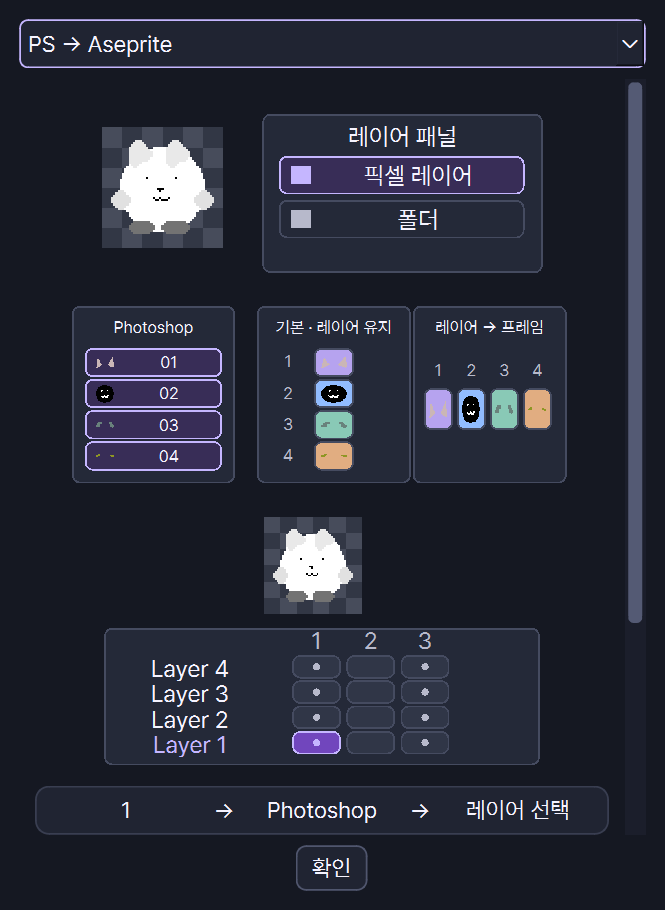 PS → Aseprite
레이어 패널
픽셀 레이어
폴더
Photoshop
01
02
03
04
기본 · 레이어 유지
1
2
3
4
레이어 → 프레임
1 2 3 4
1 2 3
Layer 4
Layer 3
Layer 2
Layer 1
1 → Photoshop → 레이어 선택
확인